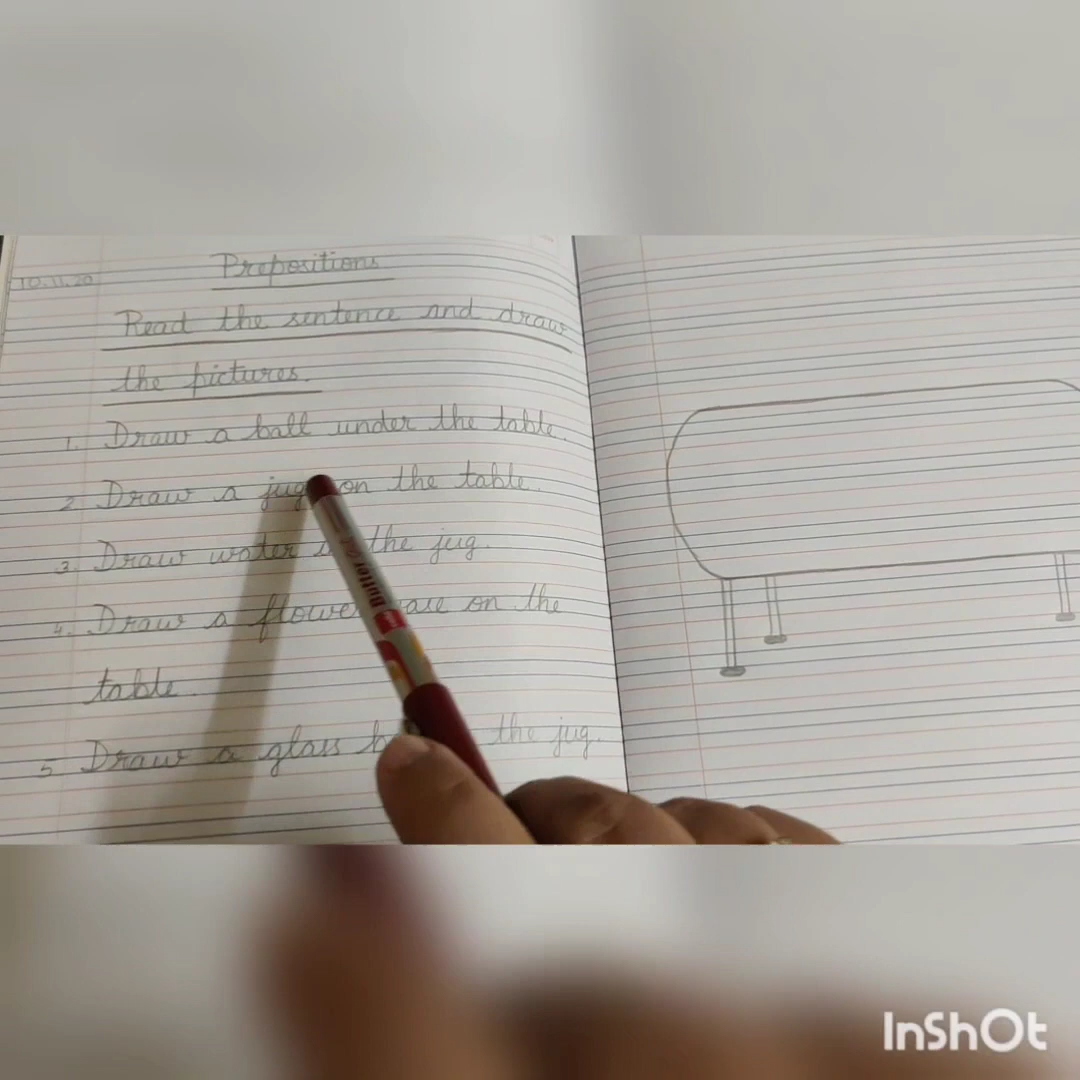 Prepositions
10.11.20
Read the sentence and draw
the pictures.
1. Draw a ball under the table.
2. Draw a jug on the table.
3. Draw water the jug.
4. Draw a flower on the
table.
5. Draw a glass the jug.
Butter
InShOt